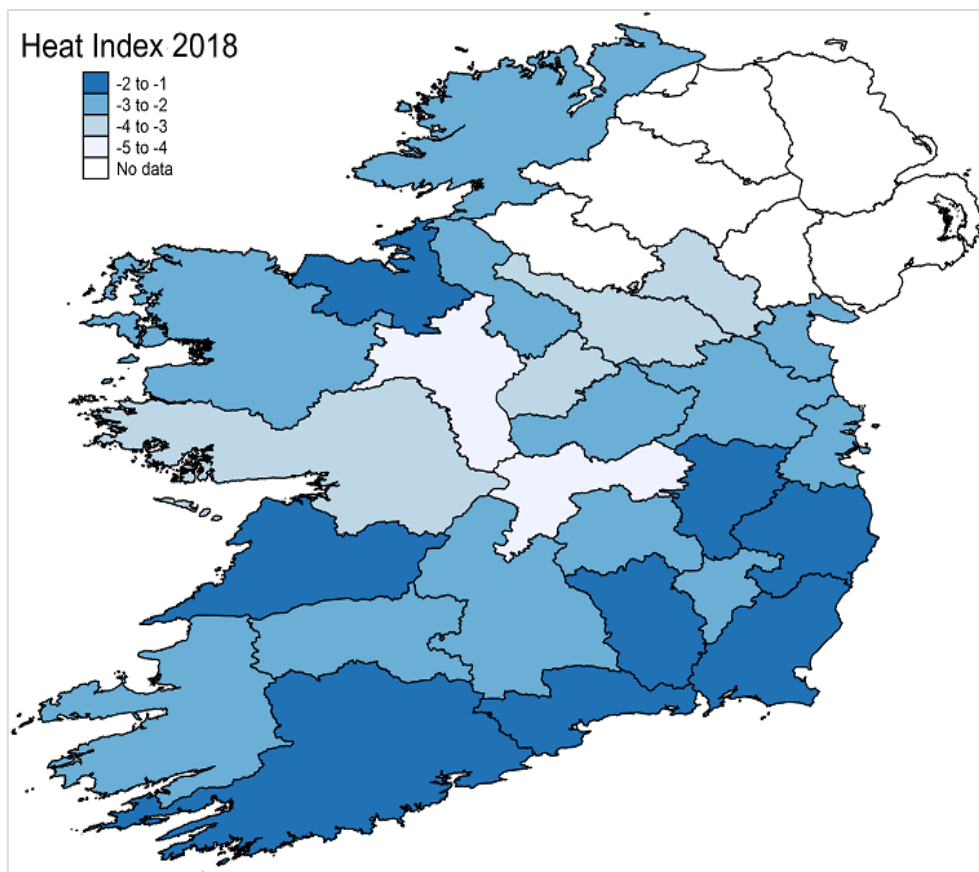 Heat Index 2018
-2 to -1
-3 to -2
-4 to -3
-5 to -4
No data